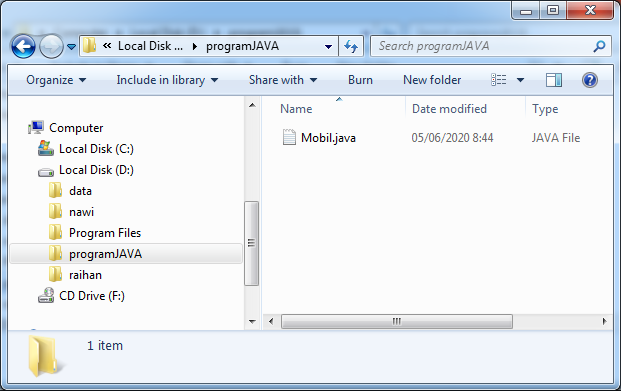 « Local Disk ... ▸ programJAVA
Search programJAVA
Organize Include in library Share with Burn New folder
Name Date modified Type
Mobil.java 05/06/2020 8:44 JAVA File
Computer
Local Disk (C:)
Local Disk (D:)
data
nawi
Program Files
programJAVA
raihan
CD Drive (F:)
1 item